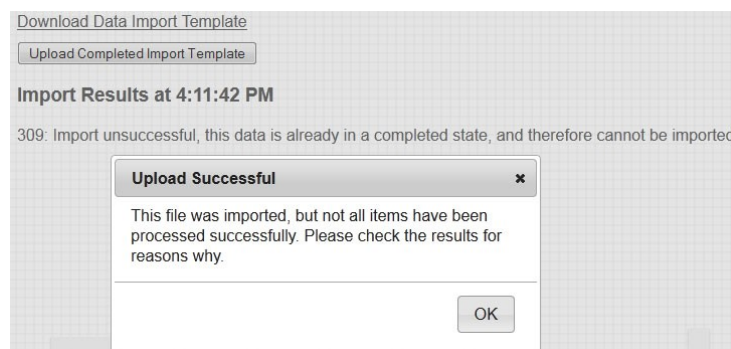 Download Data Import Template
Upload Completed Import Template
Import Results at 4:11:42 PM
309: Import unsuccessful, this data is already in a completed state, and therefore cannot be imported
Upload Successful
This file was imported, but not all items have been
processed successfully. Please check the results for
reasons why.
OK